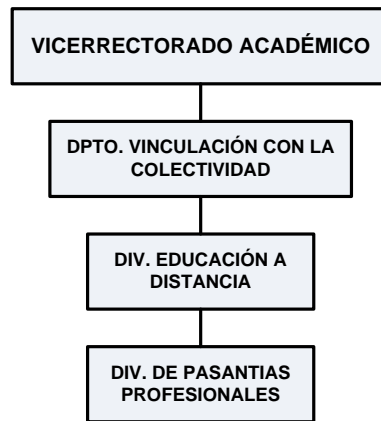 VICERRECTORADO ACADÉMICO
DPTO. VINCULACIÓN CON LA
COLECTIVIDAD
DIV. EDUCACIÓN A
DISTANCIA
DIV. DE PASANTIAS
PROFESIONALES